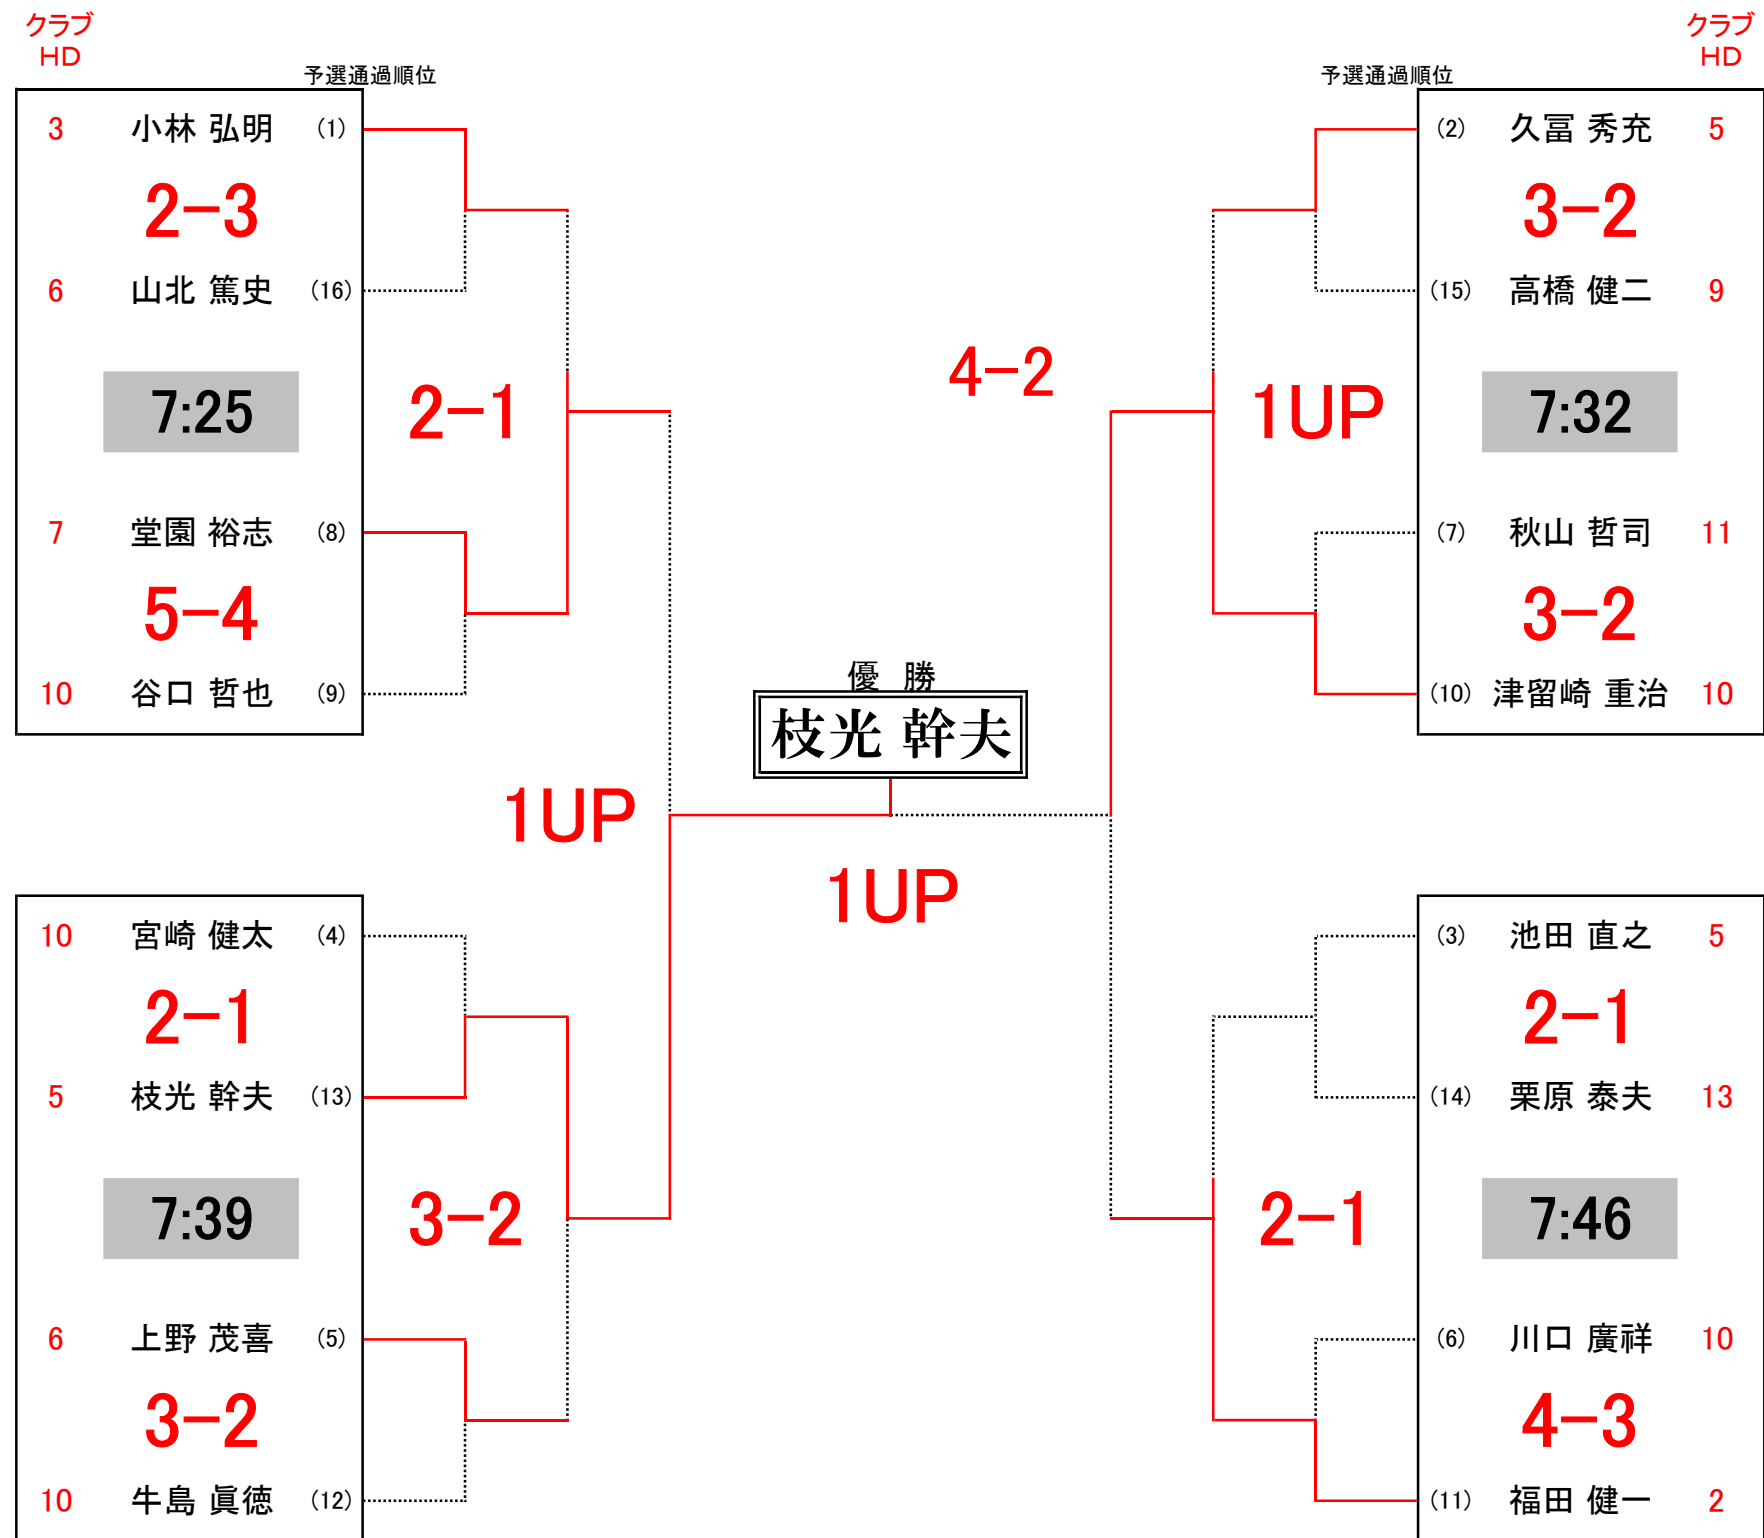 クラブ
HD
予選通過順位
3 小林 弘明 (1)
2-3
6 山北 篤史 (16)
7:25
2-1
7 堂園 裕志 (8)
5-4
10 谷口 哲也 (9)
1UP
10 宮崎 健太 (4)
2-1
5 枝光 幹夫 (13)
7:39
3-2
6 上野 茂喜 (5)
3-2
10 牛島 眞徳 (12)
優 勝
枝光 幹夫
1UP
クラブ
HD
予選通過順位
(2) 久冨 秀充 5
3-2
(15) 高橋 健二 9
4-2
1UP
7:32
(7) 秋山 哲司 11
3-2
(10) 津留崎 重治 10
(3) 池田 直之 5
2-1
(14) 栗原 泰夫 13
2-1
7:46
(6) 川口 廣祥 10
4-3
(11) 福田 健一 2